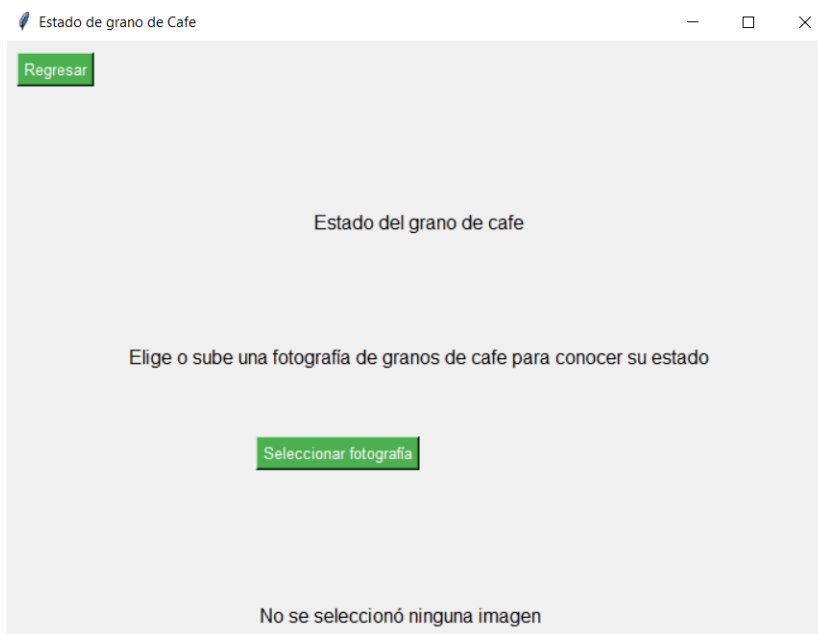 Estado de grano de Cafe
Regresar
Estado del grano de cafe
Elige o sube una fotografía de granos de cafe para conocer su estado
Seleccionar fotografía
No se seleccionó ninguna imagen